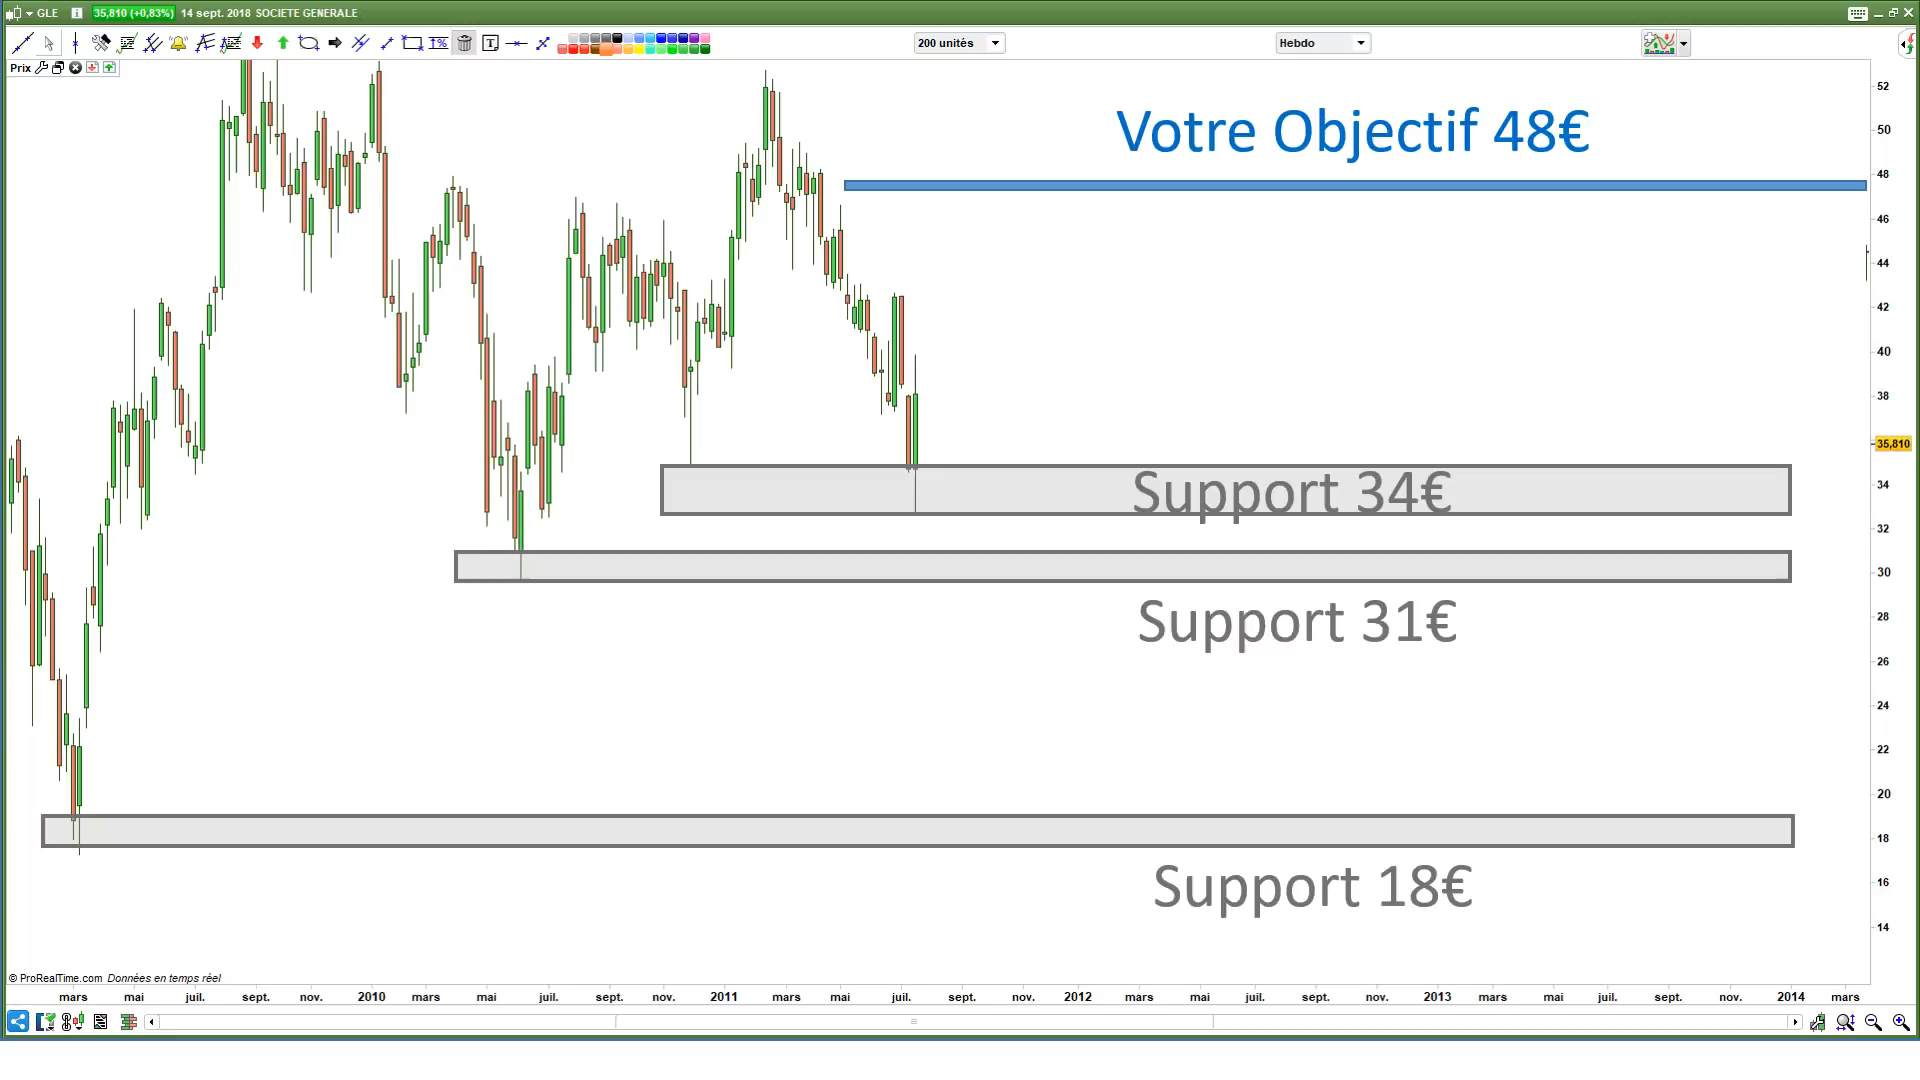 GLE 35,810 (+0,83%) 14 sept. 2018 SOCIETE GENERALE
200 unités
Hebdo
Prix
52
Votre Objectif 48€
50
48
46
44
42
40
38
35,810
Support 34€
34
32
30
Support 31€
28
26
24
22
20
18
Support 18€
16
14
© ProRealTime.com Données en temps réel
mars mai juil. sept. nov. 2010 mars mai juil. sept. nov. 2011 mars mai juil. sept. nov. 2012 mars mai juil. sept. nov. 2013 mars mai juil. sept. nov. 2014 mars